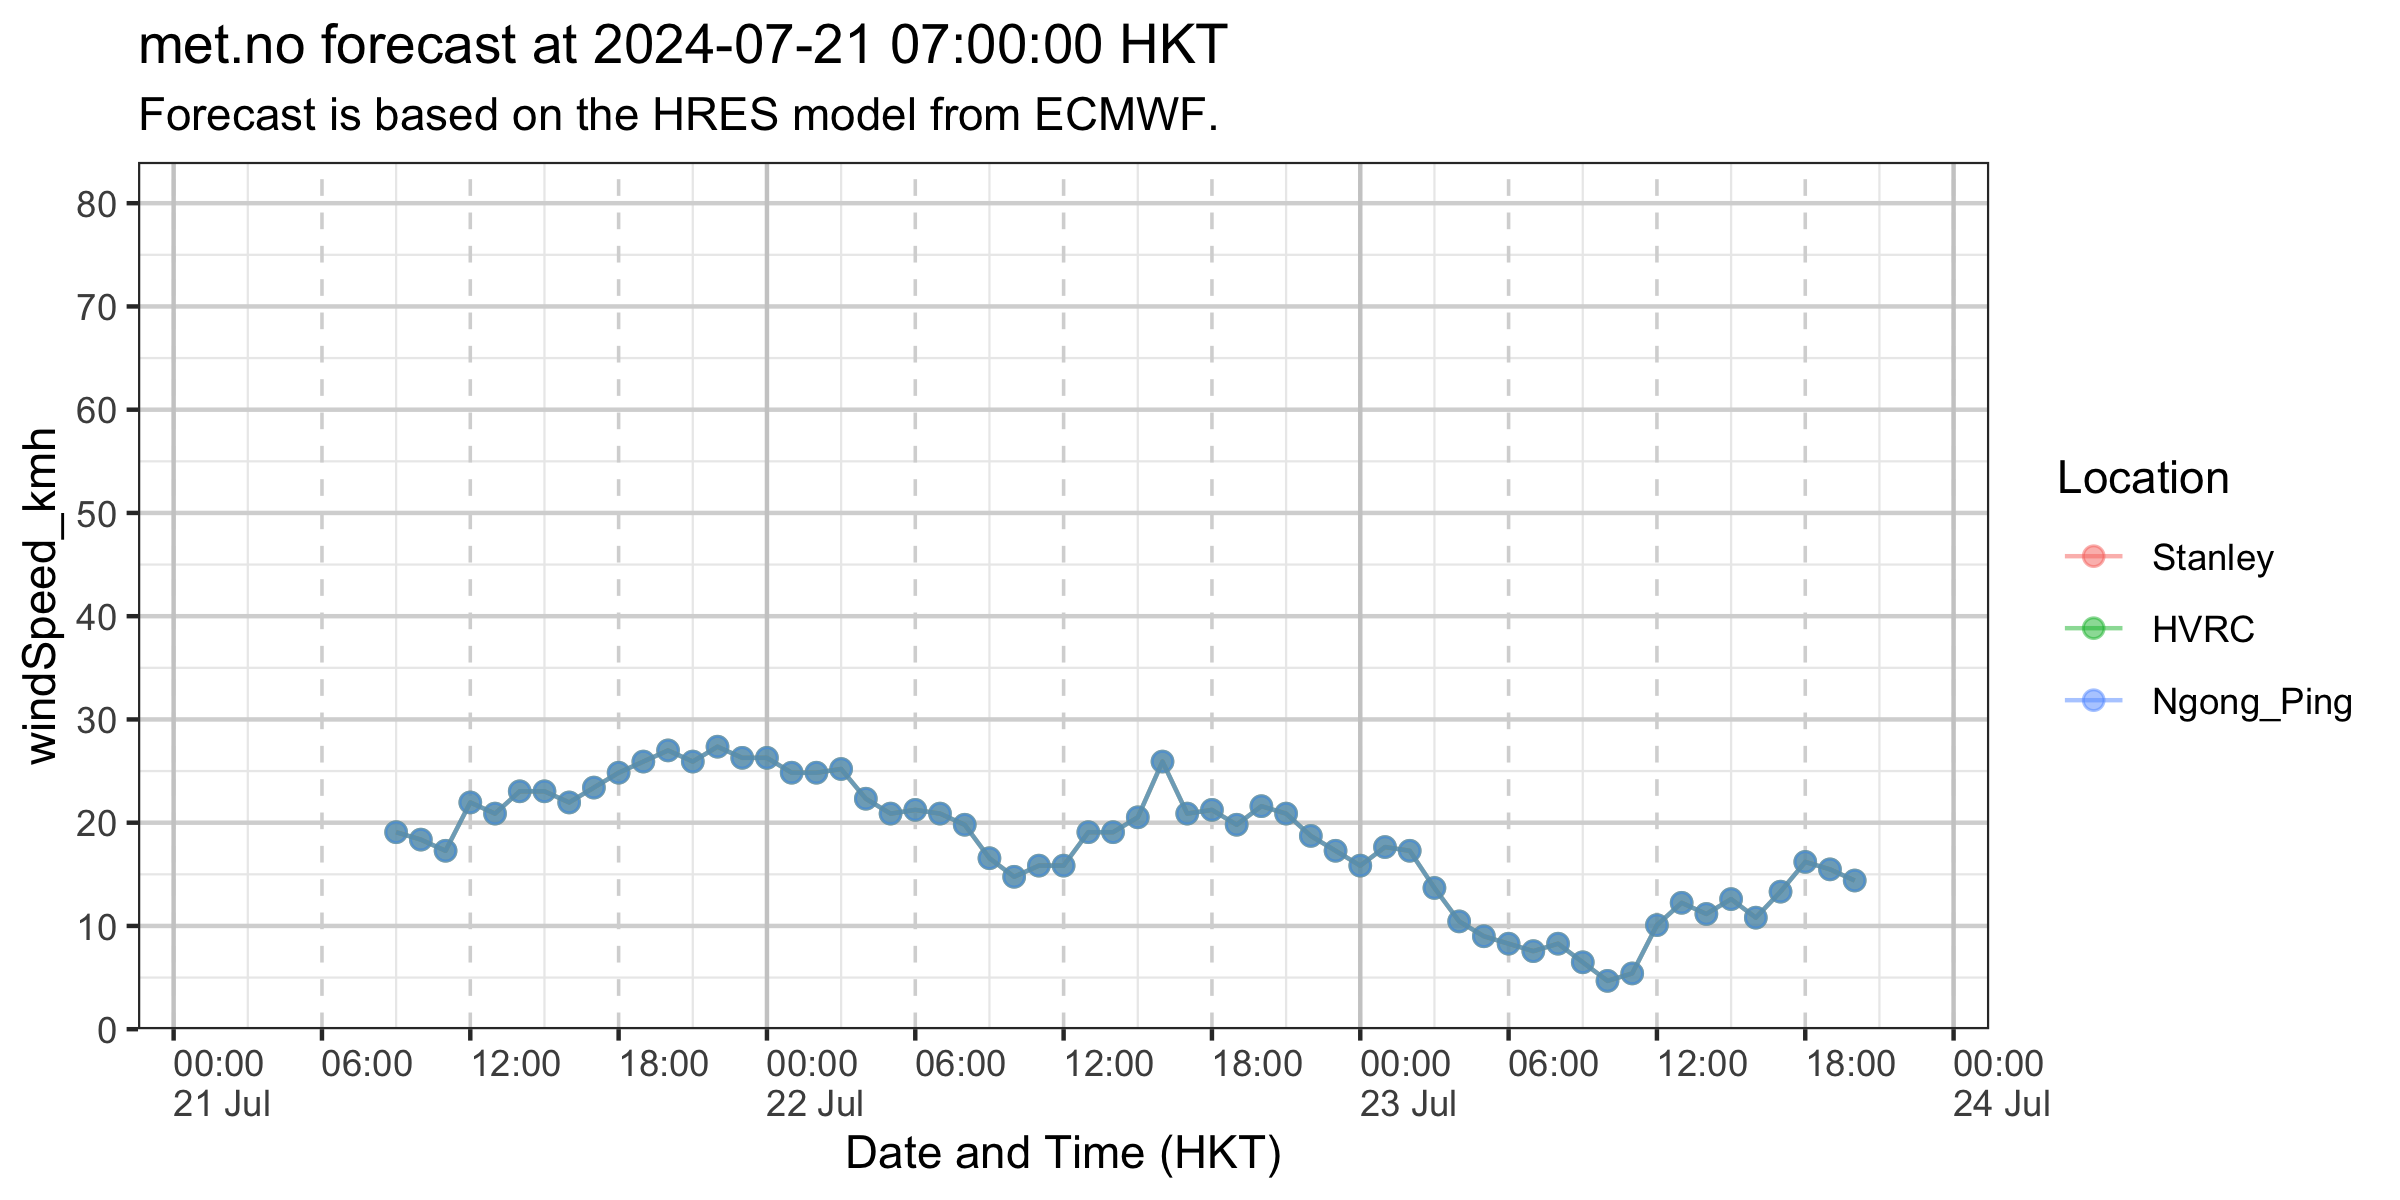 met.no forecast at 2024-07-21 07:00:00 HKT
Forecast is based on the HRES model from ECMWF.
windSpeed_kmh
80
70
60
50
40
30
20
10
0
00:00 06:00 12:00 18:00 00:00 06:00 12:00 18:00 00:00 06:00 12:00 18:00 00:00
21 Jul 22 Jul 23 Jul 24 Jul
Date and Time (HKT)
Location
Stanley
HVRC
Ngong_Ping